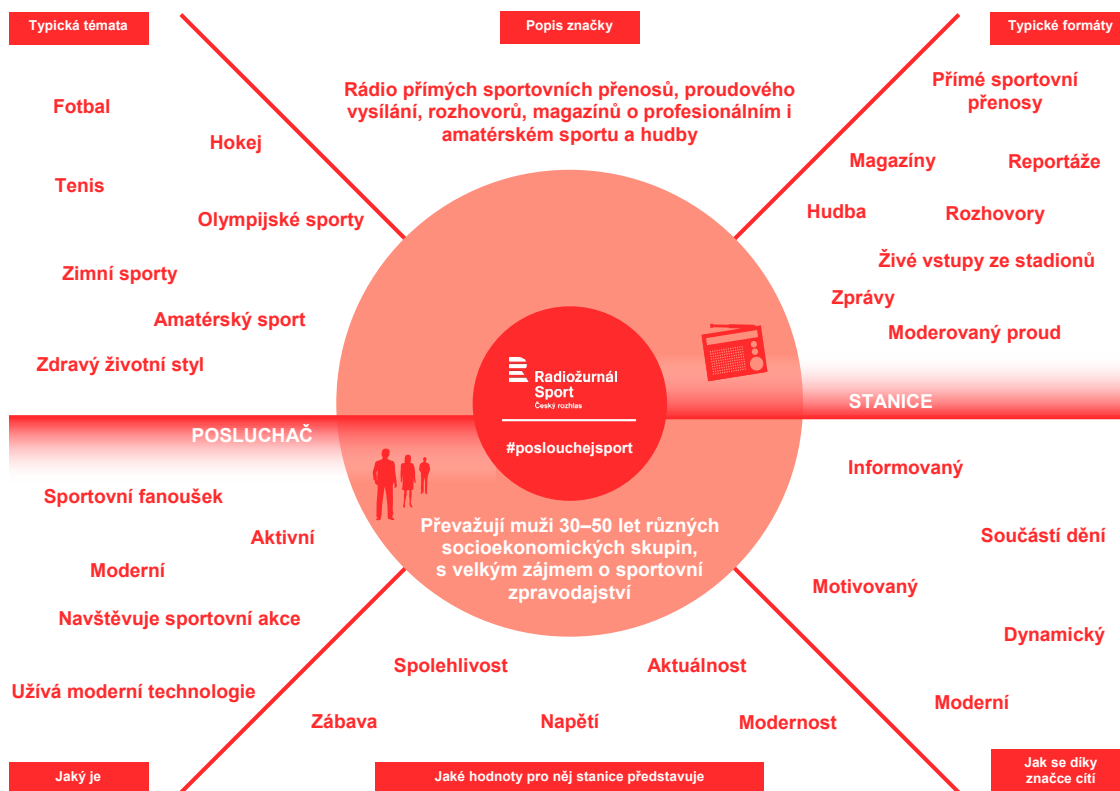 Typická témata
Popis značky
Typické formáty
Fotbal
Hokej
Tenis
Olympijské sporty
Zimní sporty
Amatérský sport
Zdravý životní styl
Rádio přímých sportovních přenosů, proudového
vysílání, rozhovorů, magazínů o profesionálním i
amatérském sportu a hudby
Přímé sportovní
přenosy
Magazíny
Reportáže
Hudba
Rozhovory
Živé vstupy ze stadionů
Zprávy
Moderovaný proud
STANICE
Radiožurnál
Sport
Český rozhlas
#poslouchejsport
POSLUCHAČ
Sportovní fanoušek
Aktivní
Moderní
Navštěvuje sportovní akce
Užívá moderní technologie
Převažují muži 30–50 let různých
socioekonomických skupin,
s velkým zájmem o sportovní
zpravodajství
Spolehlivost
Aktuálnost
Zábava
Napětí
Modernost
Informovaný
Součástí dění
Motivovaný
Dynamický
Moderní
Jaký je
Jaké hodnoty pro něj stanice představuje
Jak se díky
značce cítí